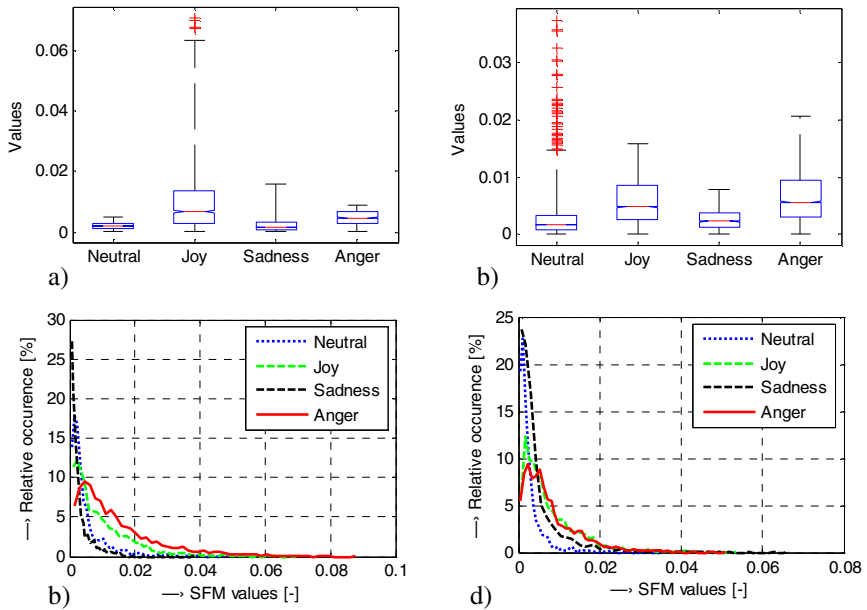 0.06
0.04
0.02
0
Values
Neutral
Joy
Sadness
Anger
a)
0.03
0.02
0.01
0
Values
Neutral
Joy
Sadness
Anger
b)
30
25
20
15
10
5
0
—› Relative occurence [%]
Neutral
Joy
Sadness
Anger
0
0.02
0.04
0.06
0.08
0.1
—› SFM values [-]
b)
25
20
15
10
5
0
—› Relative occurence [%]
Neutral
Joy
Sadness
Anger
0
0.02
0.04
0.06
0.08
—› SFM values [-]
d)